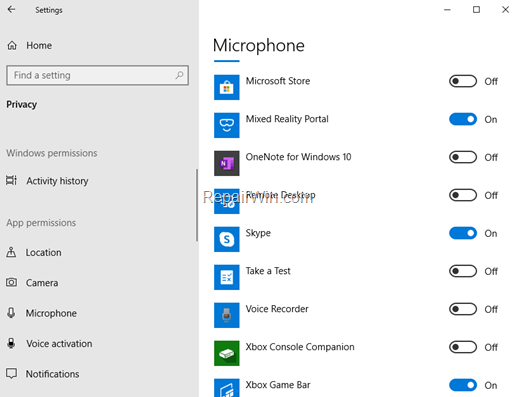 Settings
Home
Find a setting
Privacy
Windows permissions
Activity history
App permissions
Location
Camera
Microphone
Voice activation
Notifications
Microphone
Microsoft Store Off
Mixed Reality Portal On
OneNote for Windows 10 Off
Remote Desktop Off
RepairWin.com
Skype On
Take a Test Off
Voice Recorder Off
Xbox Console Companion Off
Xbox Game Bar On